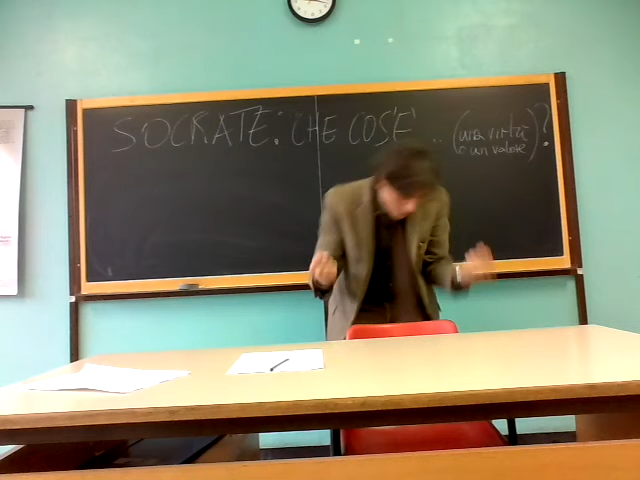 SOCRATE: CHE COS'E' .. (una virtù
o un valore)?